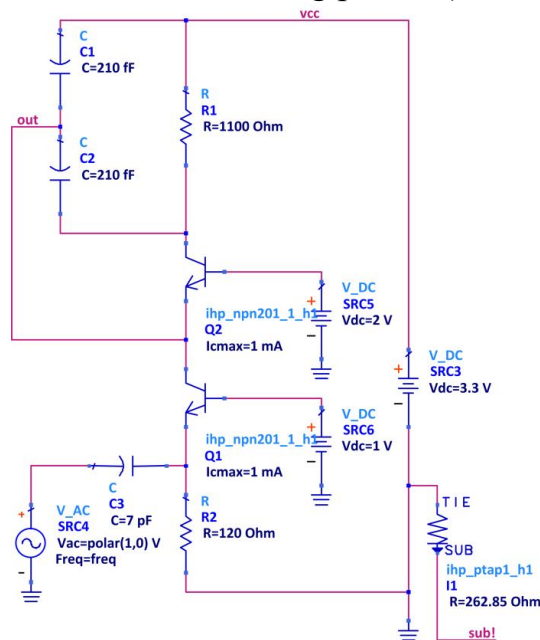 vcc
C
C1
C=210 fF
out
C
C2
C=210 fF
R
R1
R=1100 Ohm
V_DC
SRC5
Vdc=2 V
ihp_npn201_1_h1
Q2
Icmax=1 mA
V_DC
SRC3
Vdc=3.3 V
V_DC
SRC6
Vdc=1 V
ihp_npn201_1_h1
Q1
Icmax=1 mA
C
C3
C=7 pF
V_AC
SRC4
Vac=polar(1,0) V
Freq=freq
R
R2
R=120 Ohm
TIE
SUB
ihp_ptap1_h1
I1
R=262.85 Ohm
sub!